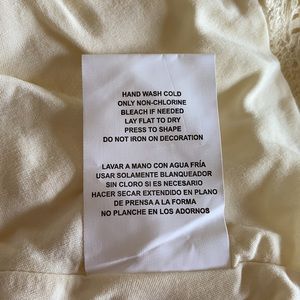 HAND WASH COLD
ONLY NON-CHLORINE
BLEACH IF NEEDED
LAY FLAT TO DRY
PRESS TO SHAPE
DO NOT IRON ON DECORATION
LAVAR A MANO CON AGUA FRÍA
USAR SOLAMENTE BLANQUEADOR
SIN CLORO SI ES NECESARIO
HACER SECAR EXTENDIDO EN PLANO
DE PRENSA A LA FORMA
NO PLANCHE EN LOS ADORNOS